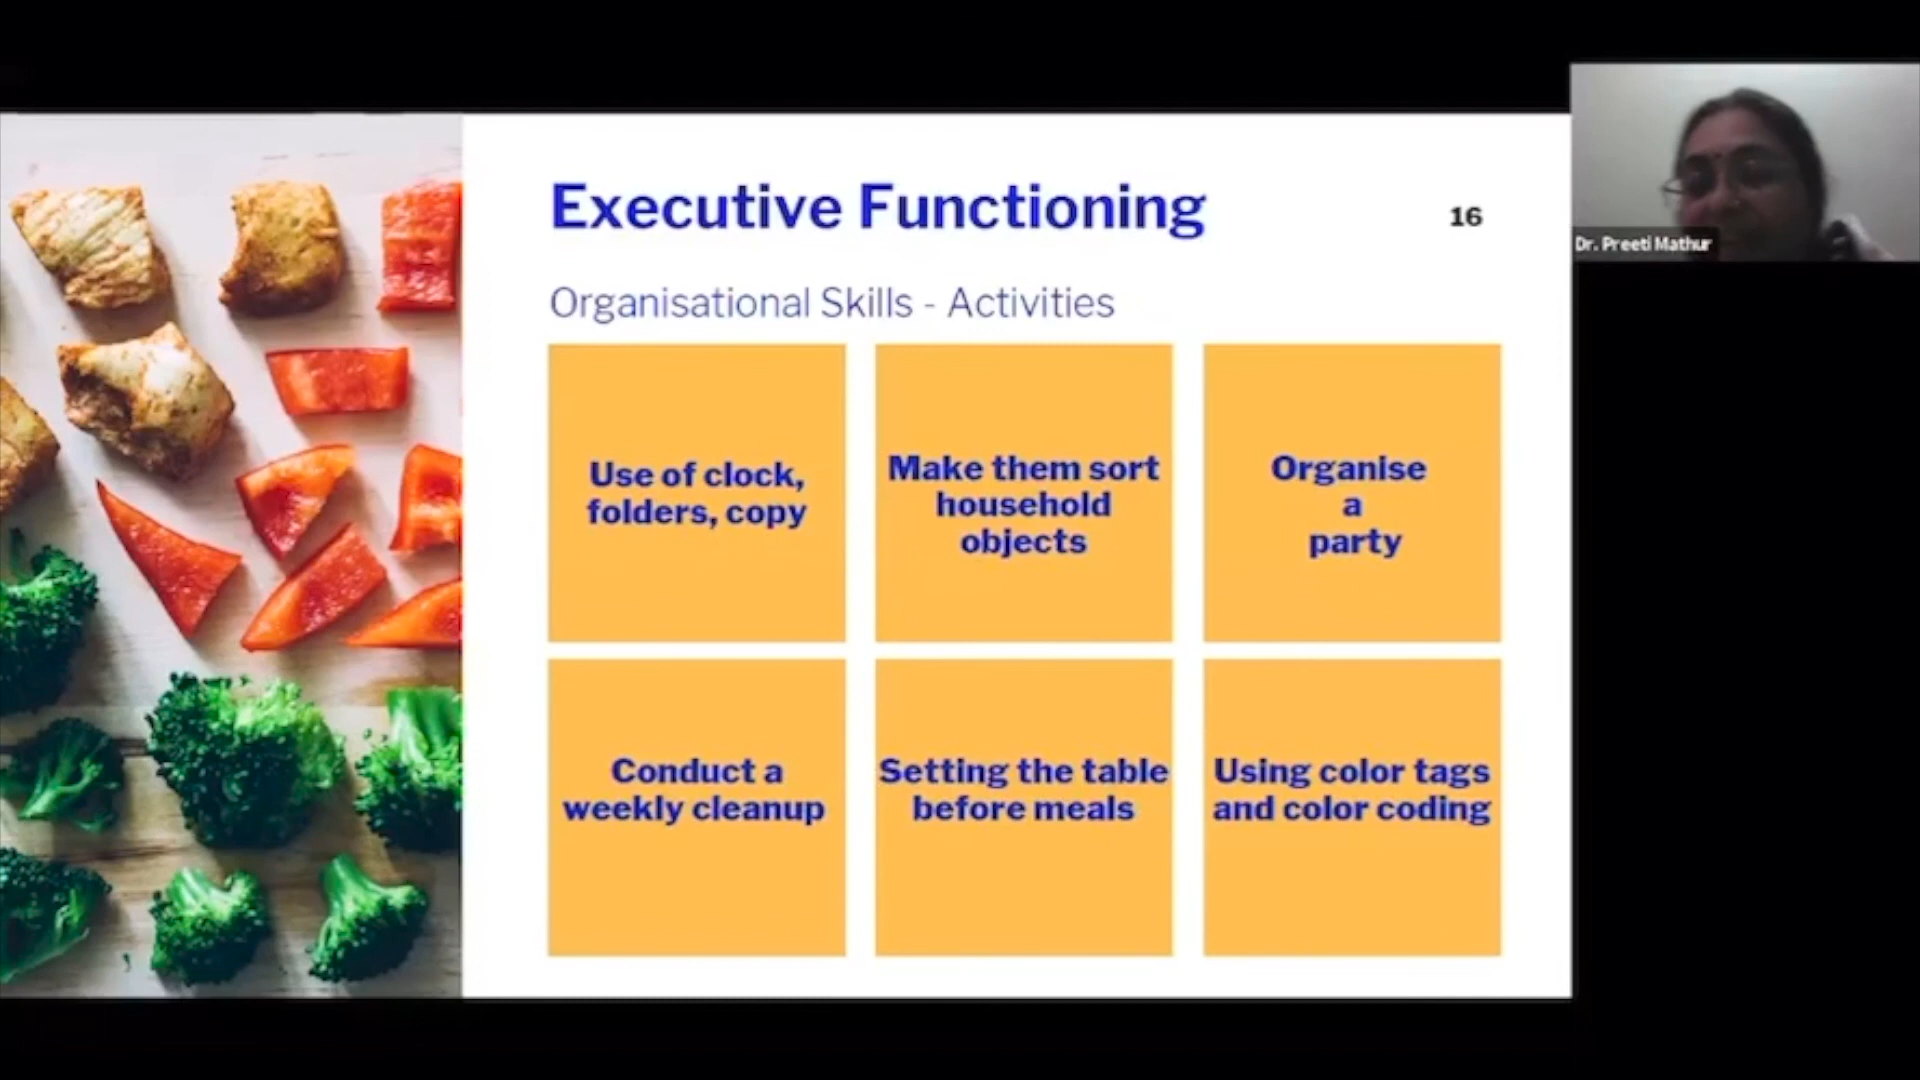 Executive Functioning
16
Dr. Preeti Mathur
Organisational Skills - Activities
Use of clock,
folders, copy
Make them sort
household
objects
Organise
a
party
Conduct a
weekly cleanup
Setting the table
before meals
Using color tags
and color coding